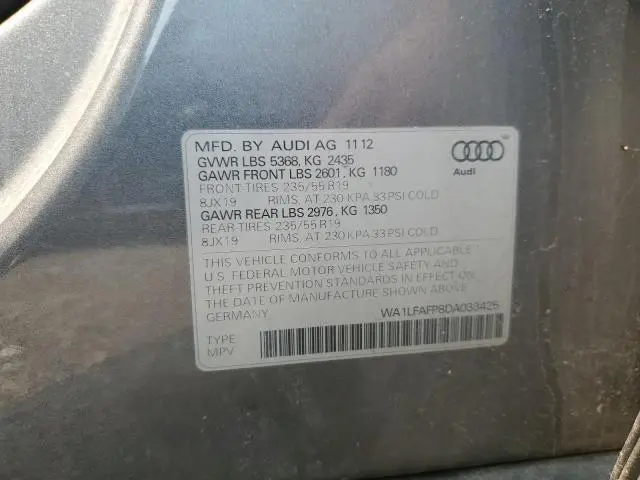 MFD. BY AUDI AG 11 12
GVWR LBS 5368, KG 2435
GAWR FRONT LBS 2601, KG 1180
FRONT-TIRES 235/55 R19
8JX19 RIMS, AT 230 KPA 33 PSI COLD
GAWR REAR LBS 2976, KG 1350
REAR-TIRES 235/55 R19
8JX19 RIMS, AT 230 KPA 33 PSI COLD
Audi
THIS VEHICLE CONFORMS TO ALL APPLICABLE
U.S. FEDERAL MOTOR VEHICLE SAFETY AND
THEFT PREVENTION STANDARDS IN EFFECT ON
THE DATE OF MANUFACTURE SHOWN ABOVE.
GERMANY
WA1LFAFP8DA033425
TYPE
MPV